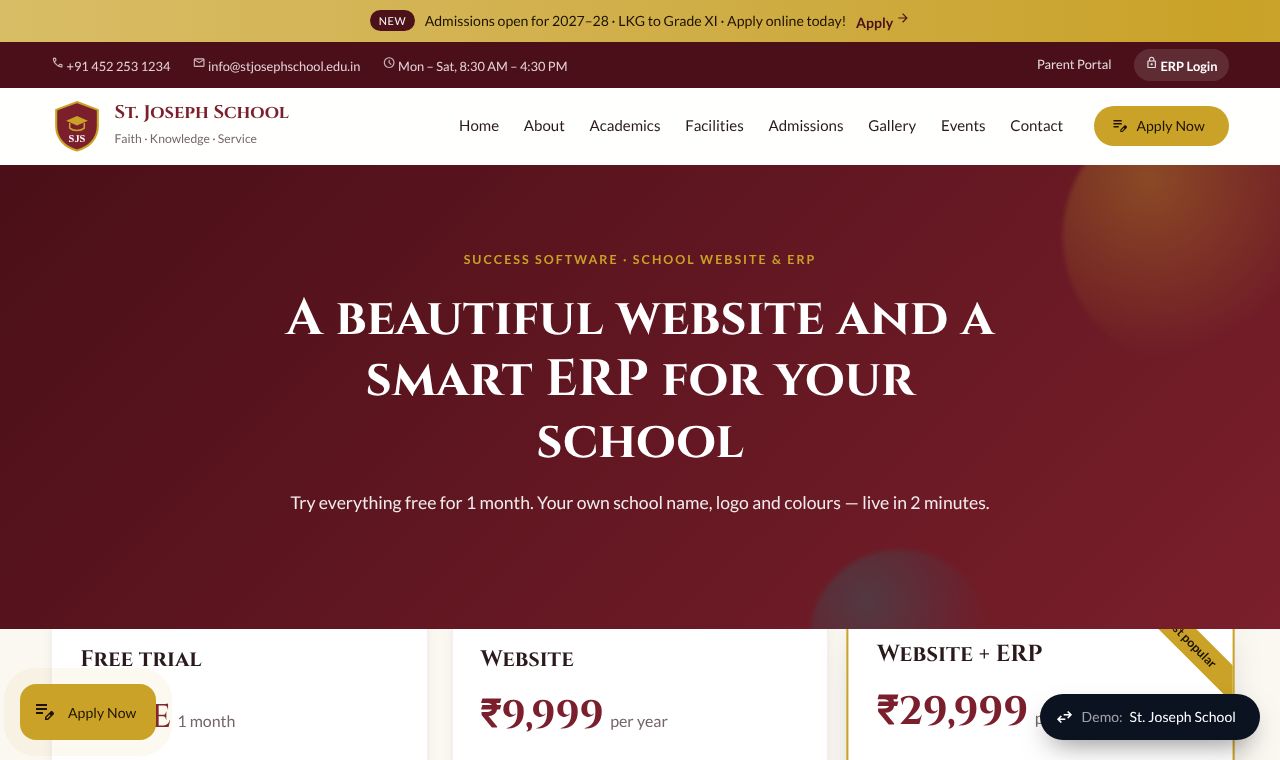 NEW Admissions open for 2027–28 · LKG to Grade XI · Apply online today! Apply →
+91 452 253 1234 info@stjosephschool.edu.in Mon – Sat, 8:30 AM – 4:30 PM Parent Portal ERP Login
SJS
St. Joseph School
Faith · Knowledge · Service
Home About Academics Facilities Admissions Gallery Events Contact Apply Now
SUCCESS SOFTWARE · SCHOOL WEBSITE & ERP
A beautiful website and a
smart ERP for your
school
Try everything free for 1 month. Your own school name, logo and colours — live in 2 minutes.
Free trial
1 month
Website
₹9,999 per year
Website + ERP
₹29,999
popular
Apply Now
Demo: St. Joseph School